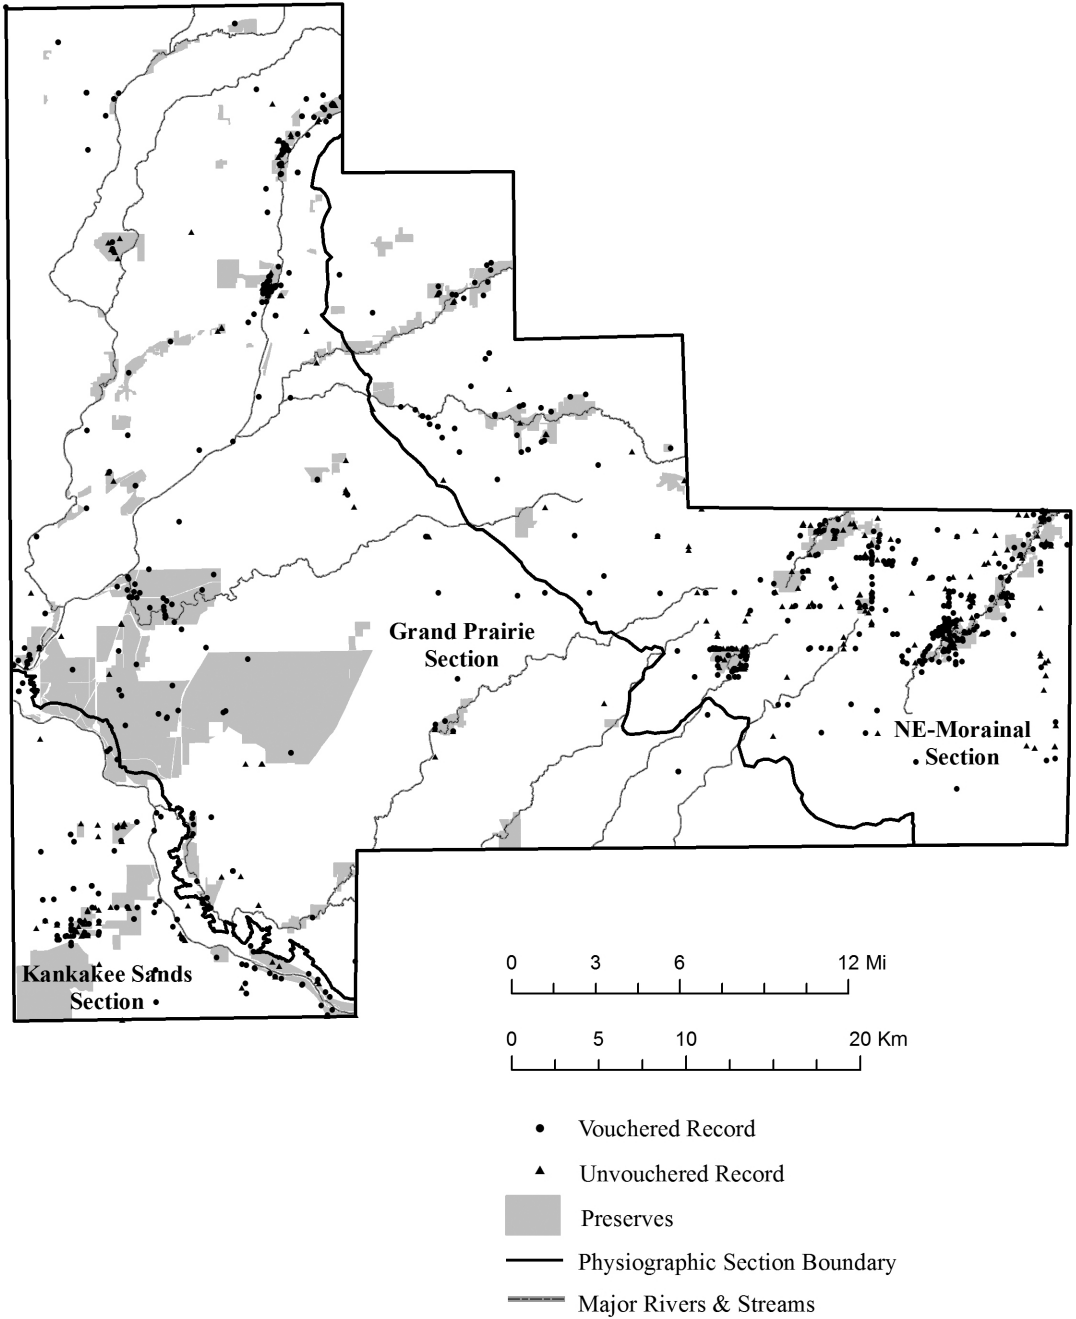 Grand Prairie
Section
NE-Morainal
Section
Kankakee Sands
Section
0 3 6 12 Mi
0 5 10 20 Km
Vouchered Record
Unvouchered Record
Preserves
Physiographic Section Boundary
Major Rivers & Streams